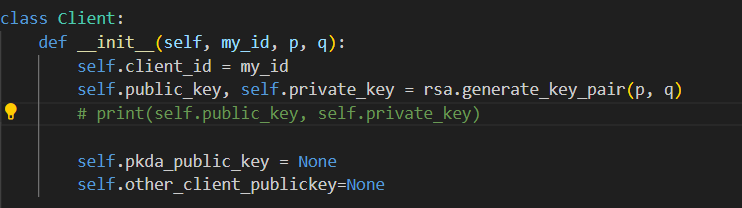 class Client:
    def __init__(self, my_id, p, q):
        self.client_id = my_id
        self.public_key, self.private_key = rsa.generate_key_pair(p, q)
        # print(self.public_key, self.private_key)
        self.pkda_public_key = None
        self.other_client_publickey=None